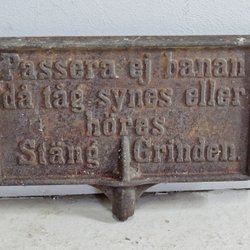 Passera ej banan
då tåg synes eller
höres
Stäng Grinden.